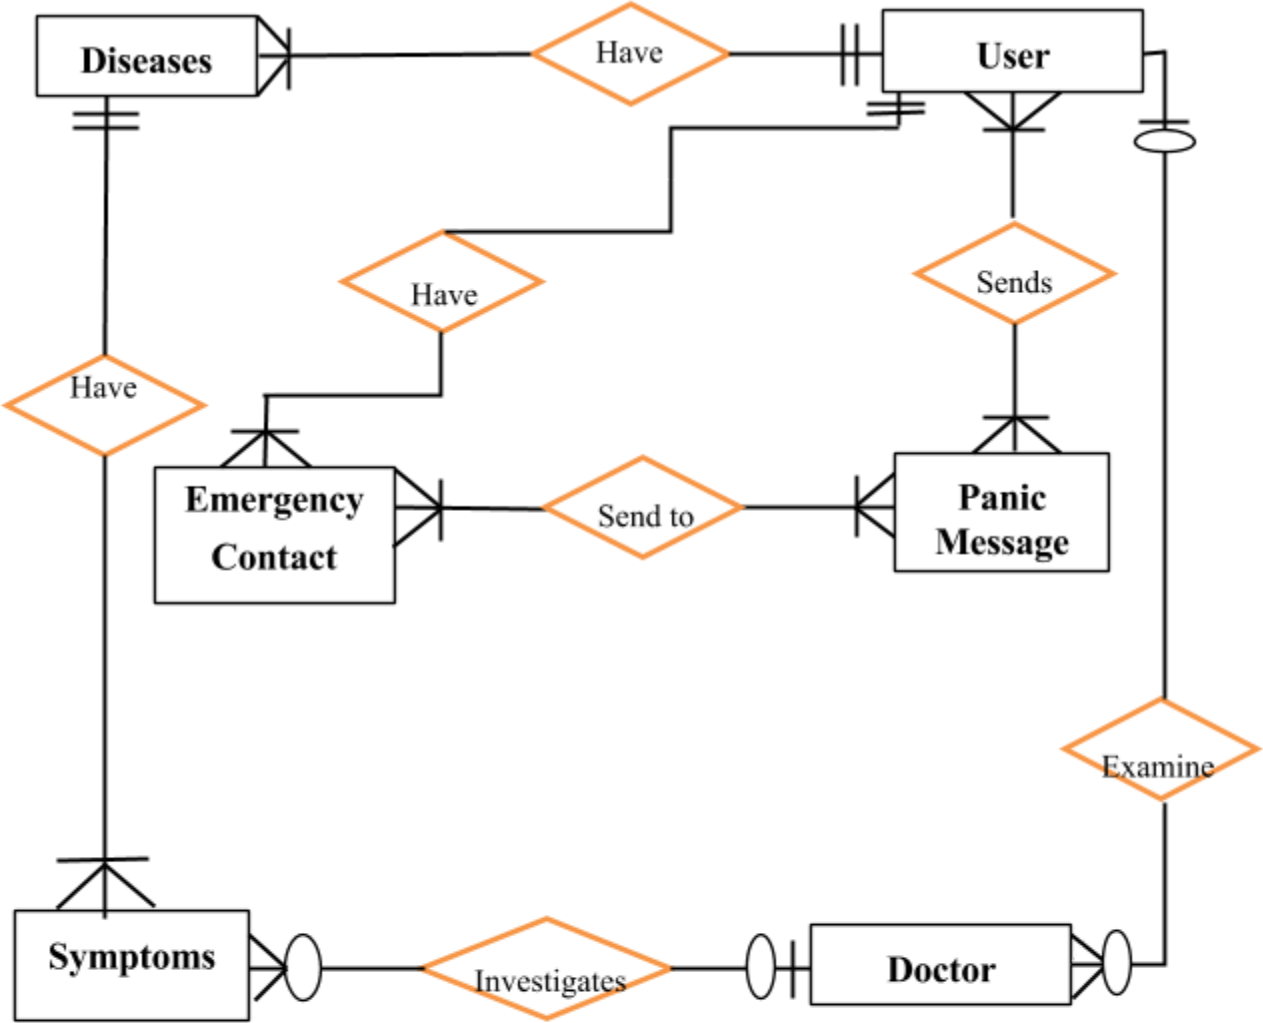 Diseases
Have
User
Have
Sends
Have
Emergency
Contact
Send to
Panic
Message
Examine
Symptoms
Investigates
Doctor